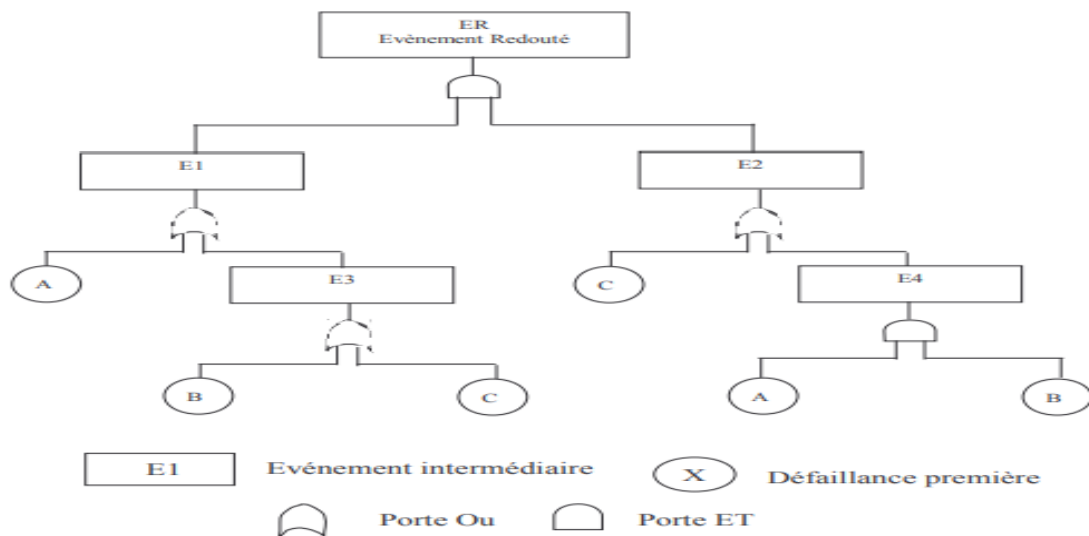 ER
Evènement Redouté
E1
E2
A
E3
C
E4
B
C
A
B
E1 Evénement intermédiaire
X Défaillance première
Porte Ou
Porte ET